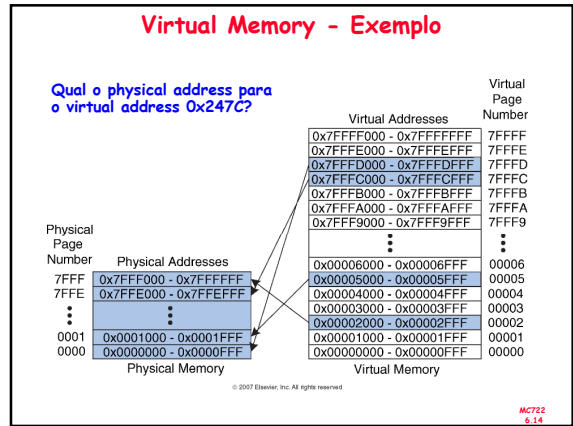 Virtual Memory - Exemplo
Qual o physical address para
o virtual address 0x247C?
Virtual
Page
Number
Virtual Addresses
0x7FFFF000 - 0x7FFFFFFF 7FFFF
0x7FFFE000 - 0x7FFFEFFF 7FFFE
0x7FFFD000 - 0x7FFFDFFF 7FFFD
0x7FFFC000 - 0x7FFFCFFF 7FFFC
0x7FFFB000 - 0x7FFFBFFF 7FFFB
0x7FFFA000 - 0x7FFFAFFF 7FFFA
0x7FFF9000 - 0x7FFF9FFF 7FFF9
0x00006000 - 0x00006FFF 00006
0x00005000 - 0x00005FFF 00005
0x00004000 - 0x00004FFF 00004
0x00003000 - 0x00003FFF 00003
0x00002000 - 0x00002FFF 00002
0x00001000 - 0x00001FFF 00001
0x00000000 - 0x00000FFF 00000
Virtual Memory
Physical
Page
Number
Physical Addresses
7FFF 0x7FFF000 - 0x7FFFFFF
7FFE 0x7FFE000 - 0x7FFEFFF
0001 0x0001000 - 0x0001FFF
0000 0x0000000 - 0x0000FFF
Physical Memory
© 2007 Elsevier, Inc. All rights reserved
MC722
6.14